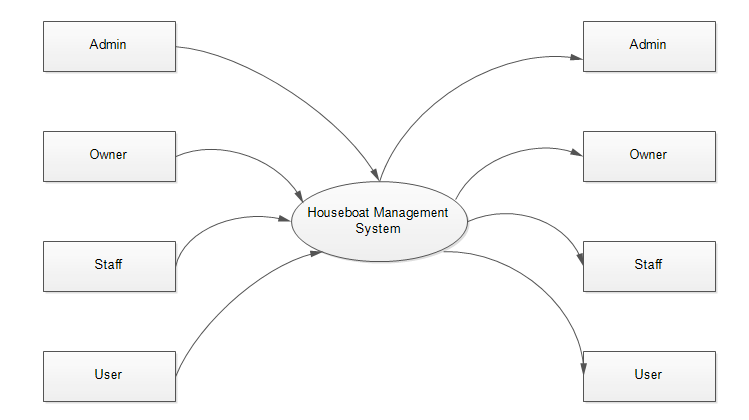 Admin
Admin
Owner
Owner
Houseboat Management
System
Staff
Staff
User
User